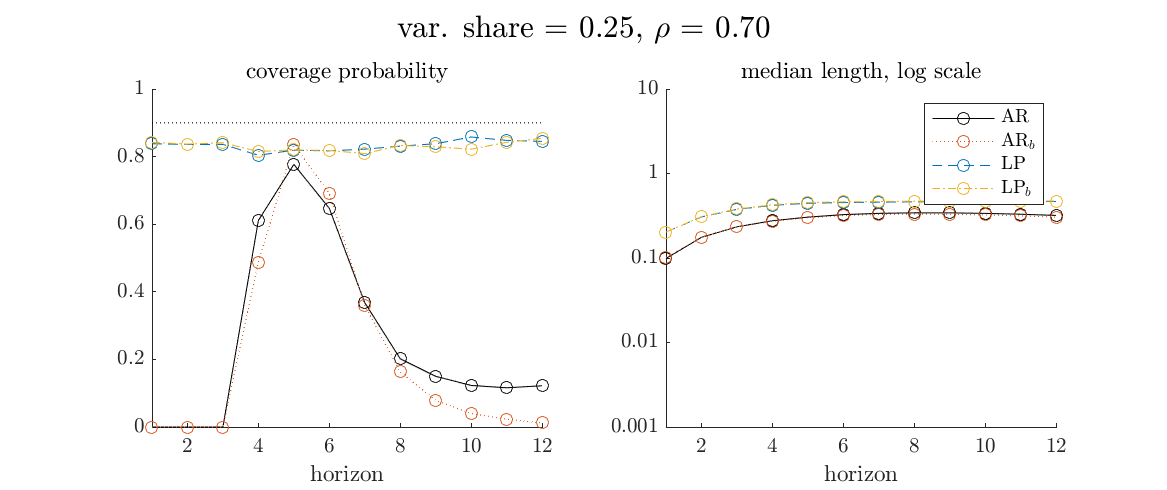 var. share = 0.25, ρ = 0.70
coverage probability
1
0.8
0.6
0.4
0.2
0
2 4 6 8 10 12
horizon
median length, log scale
10
1
0.1
0.01
0.001
2 4 6 8 10 12
horizon
AR
AR_b
LP
LP_b